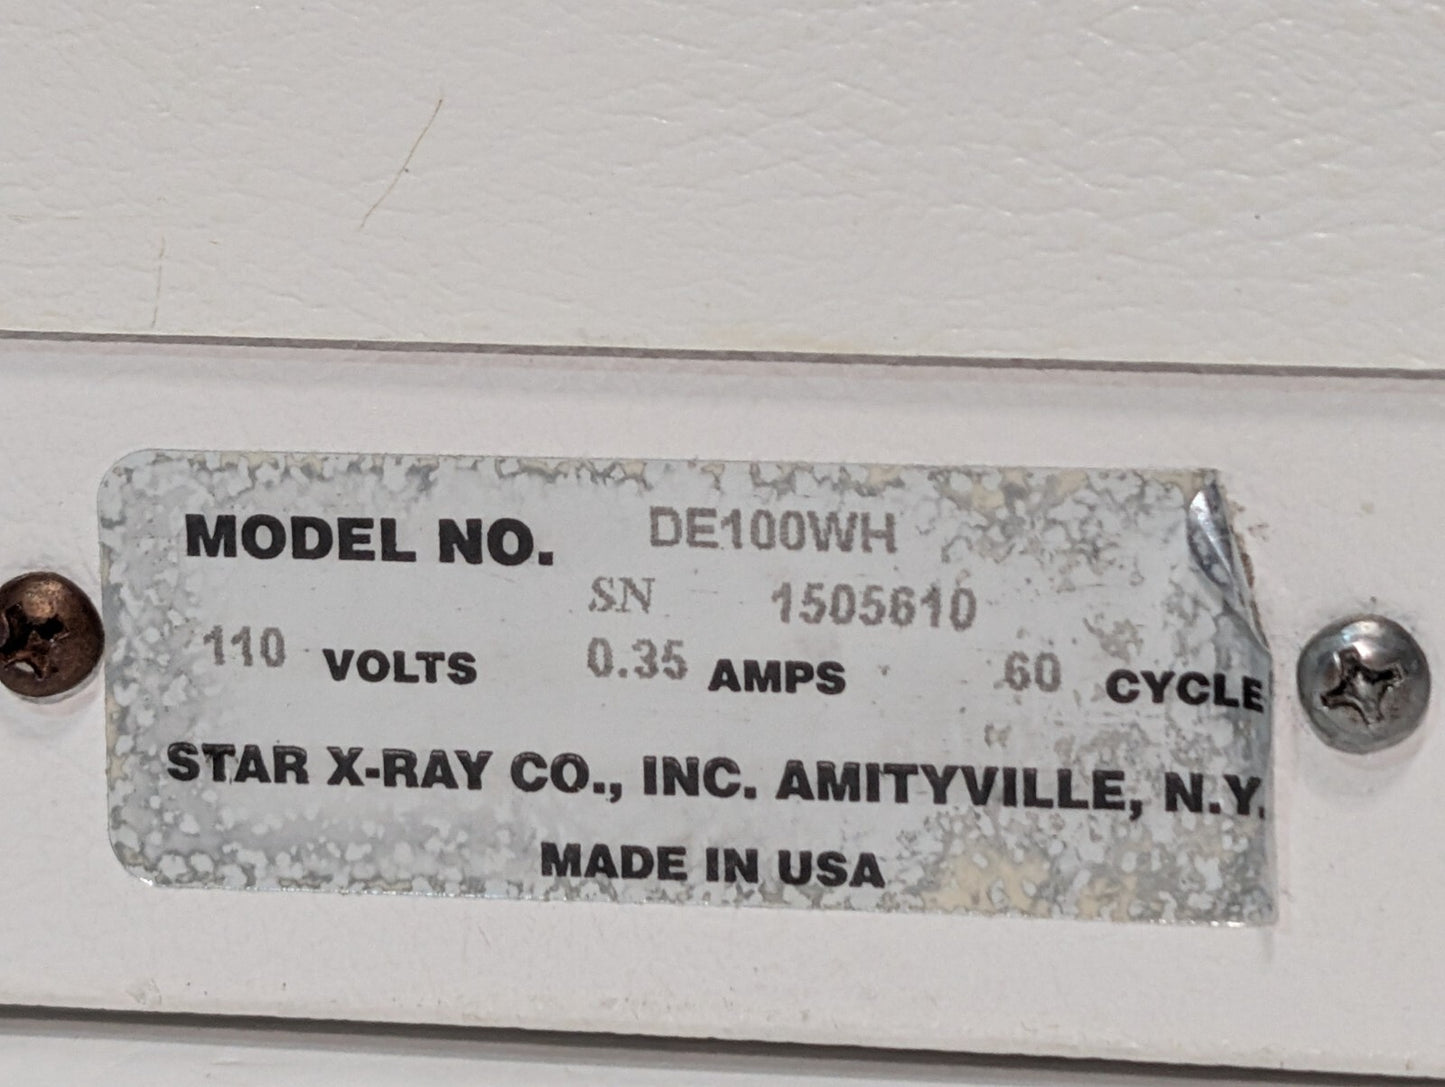 MODEL NO. DE100WH
SN 1505610
110 VOLTS 0.35 AMPS 60 CYCLE
STAR X-RAY CO., INC. AMITYVILLE, N.Y.
MADE IN USA